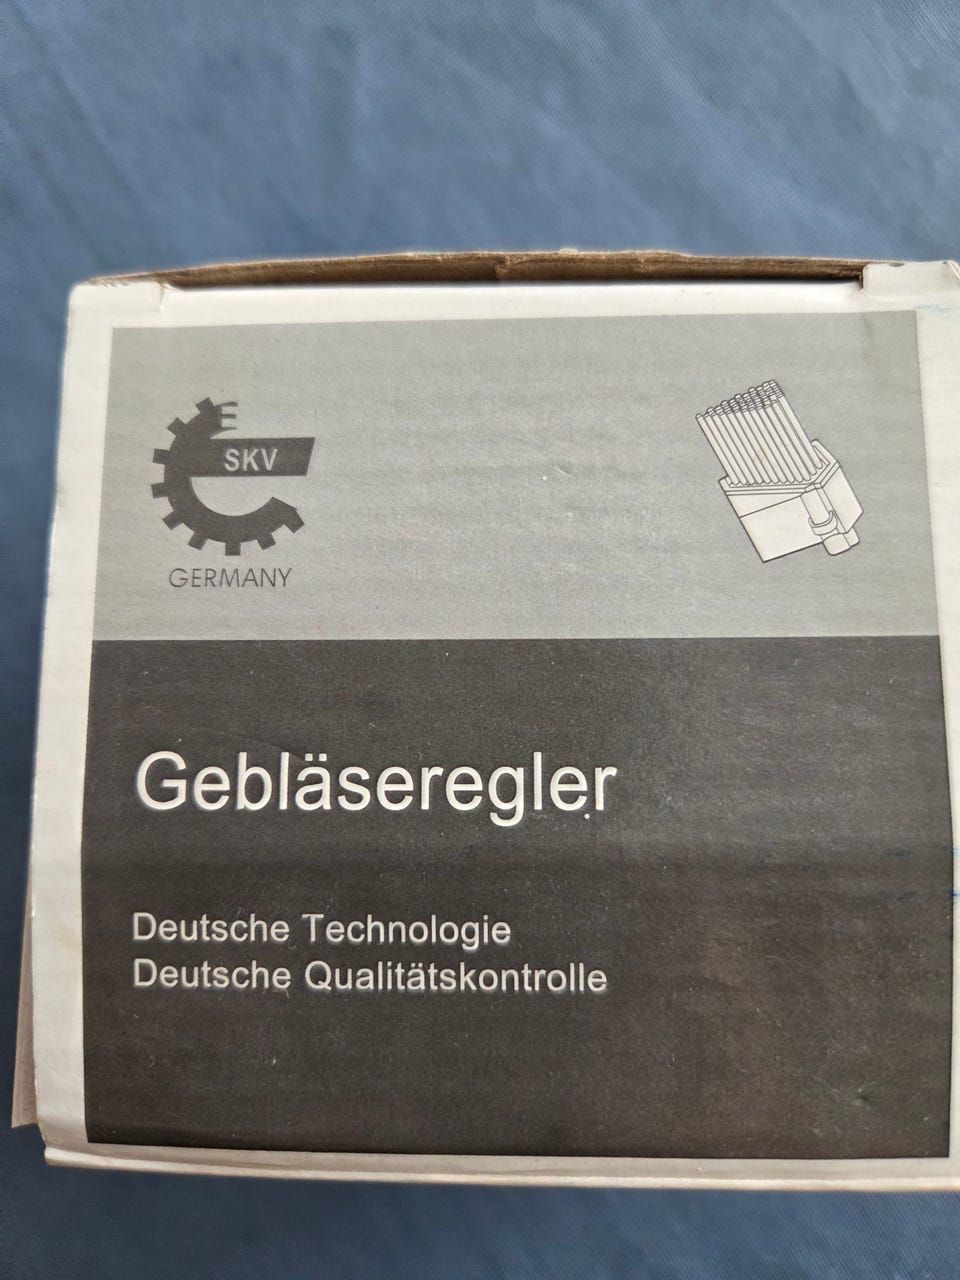 E
SKV
GERMANY
Gebläseregler
Deutsche Technologie
Deutsche Qualitätskontrolle